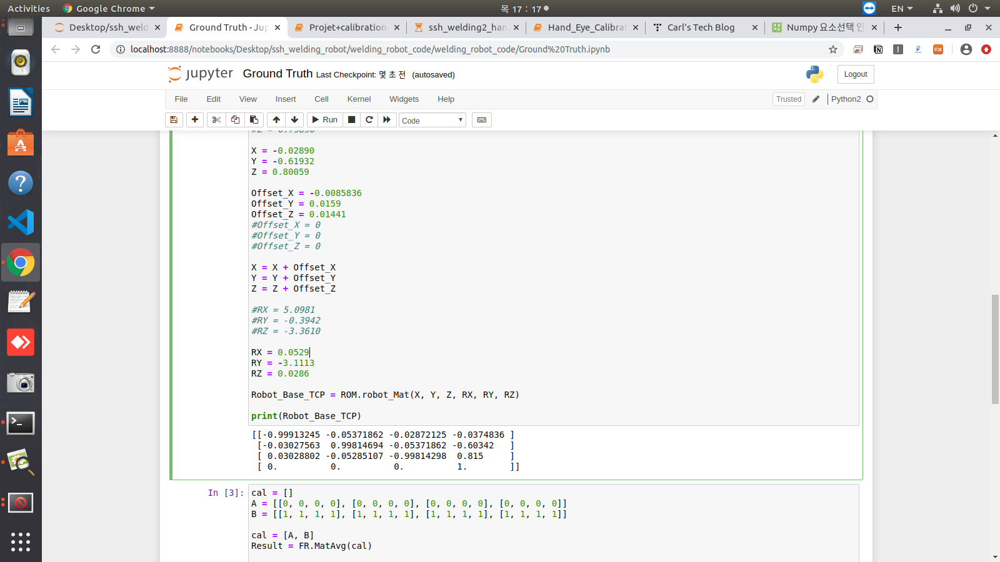 Activities
Google Chrome
목 17 : 17
EN
Desktop/ssh_weld
Ground Truth - Jup
Projet+calibration
ssh_welding2_han
Hand_Eye_Calibra
Carl's Tech Blog
Numpy 요소선택 인
localhost:8888/notebooks/Desktop/ssh_welding_robot/welding_robot_code/welding_robot_code/Ground%20Truth.ipynb
EX
jupyter
Ground Truth Last Checkpoint: 몇 초 전 (autosaved)
Logout
File Edit View Insert Cell Kernel Widgets Help
Trusted
Python2
Run
Code
#Z = 0.79890
X = -0.02890
Y = -0.61932
Z = 0.80059
Offset_X = -0.0085836
Offset_Y = 0.0159
Offset_Z = 0.01441
#Offset_X = 0
#Offset_Y = 0
#Offset_Z = 0
X = X + Offset_X
Y = Y + Offset_Y
Z = Z + Offset_Z
#RX = 5.0981
#RY = -0.3942
#RZ = -3.3610
RX = 0.0529
RY = -3.1113
RZ = 0.0286
Robot_Base_TCP = ROM.robot_Mat(X, Y, Z, RX, RY, RZ)
print(Robot_Base_TCP)
[[-0.99913245 -0.05371862 -0.02872125 -0.0374836 ]
[-0.03027563 0.99814694 -0.05371862 -0.60342 ]
[ 0.03028802 -0.05285107 -0.99814298 0.815 ]
[ 0. 0. 0. 1. ]]
In [3]:
cal = []
A = [[0, 0, 0, 0], [0, 0, 0, 0], [0, 0, 0, 0], [0, 0, 0, 0]]
B = [[1, 1, 1, 1], [1, 1, 1, 1], [1, 1, 1, 1], [1, 1, 1, 1]]
cal = [A, B]
Result = FR.MatAvg(cal)